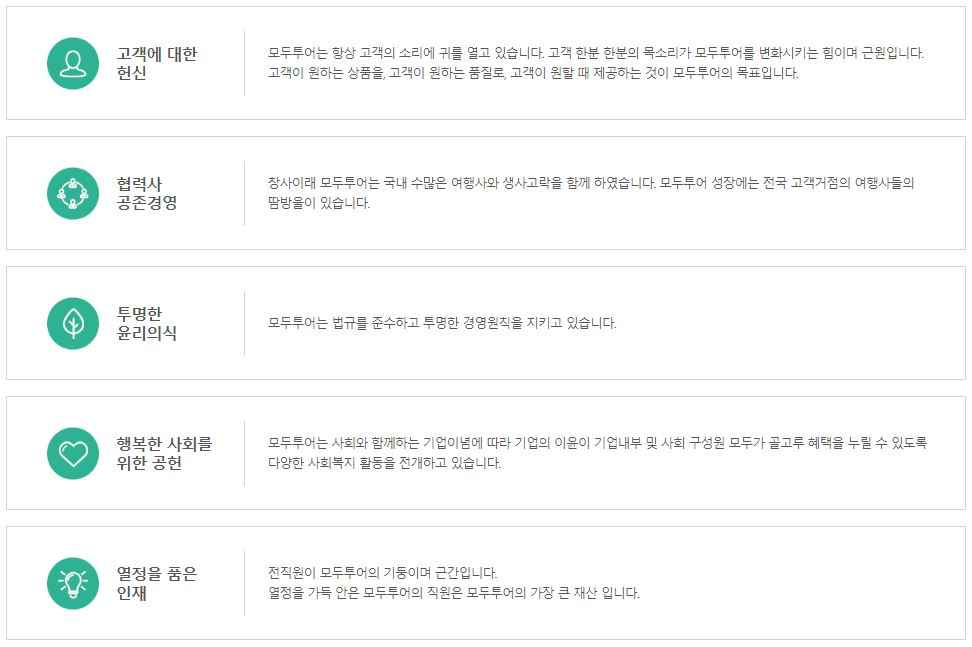 고객에 대한
헌신
모두투어는 항상 고객의 소리에 귀를 열고 있습니다. 고객 한분 한분의 목소리가 모두투어를 변화시키는 힘이며 근원입니다.
고객이 원하는 상품을, 고객이 원하는 품질로, 고객이 원할 때 제공하는 것이 모두투어의 목표입니다.
협력사
공존경영
창사이래 모두투어는 국내 수많은 여행사와 생사고락을 함께 하였습니다. 모두투어 성장에는 전국 고객거점의 여행사들의
땀방울이 있습니다.
투명한
윤리의식
모두투어는 법규를 준수하고 투명한 경영원칙을 지키고 있습니다.
행복한 사회를
위한 공헌
모두투어는 사회와 함께하는 기업이념에 따라 기업의 이윤이 기업내부 및 사회 구성원 모두가 골고루 혜택을 누릴 수 있도록
다양한 사회복지 활동을 전개하고 있습니다.
열정을 품은
인재
전직원이 모두투어의 기둥이며 근간입니다.
열정을 가득 안은 모두투어의 직원은 모두투어의 가장 큰 재산 입니다.